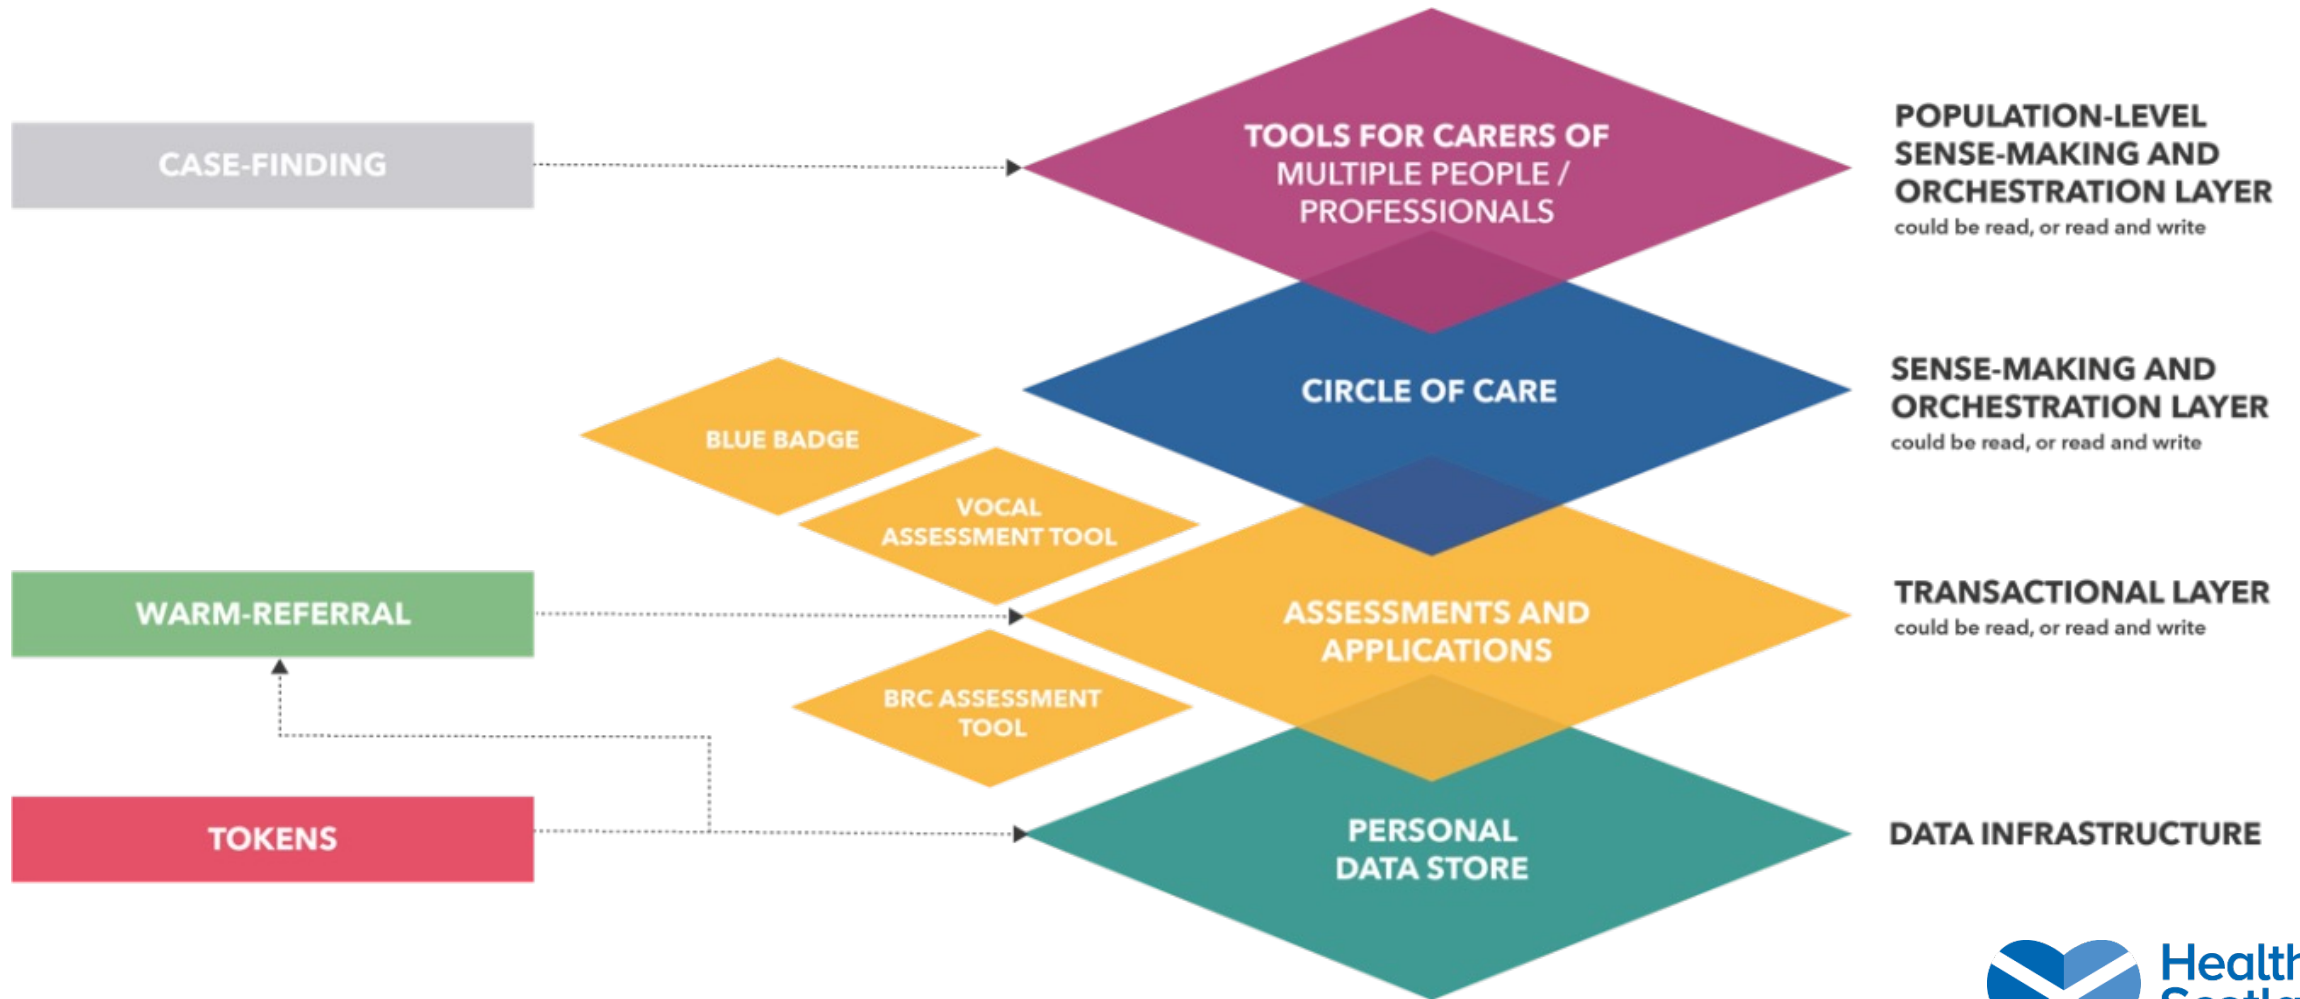 CASE-FINDING
TOOLS FOR CARERS OF
MULTIPLE PEOPLE /
PROFESSIONALS
POPULATION-LEVEL
SENSE-MAKING AND
ORCHESTRATION LAYER
could be read, or read and write
CIRCLE OF CARE
SENSE-MAKING AND
ORCHESTRATION LAYER
could be read, or read and write
BLUE BADGE
VOCAL
ASSESSMENT TOOL
WARM-REFERRAL
ASSESSMENTS AND
APPLICATIONS
TRANSACTIONAL LAYER
could be read, or read and write
BRC ASSESSMENT
TOOL
TOKENS
PERSONAL
DATA STORE
DATA INFRASTRUCTURE